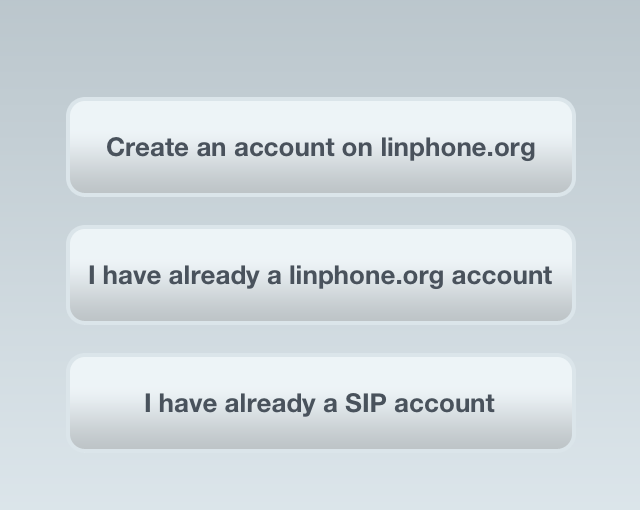 Create an account on linphone.org
I have already a linphone.org account
I have already a SIP account